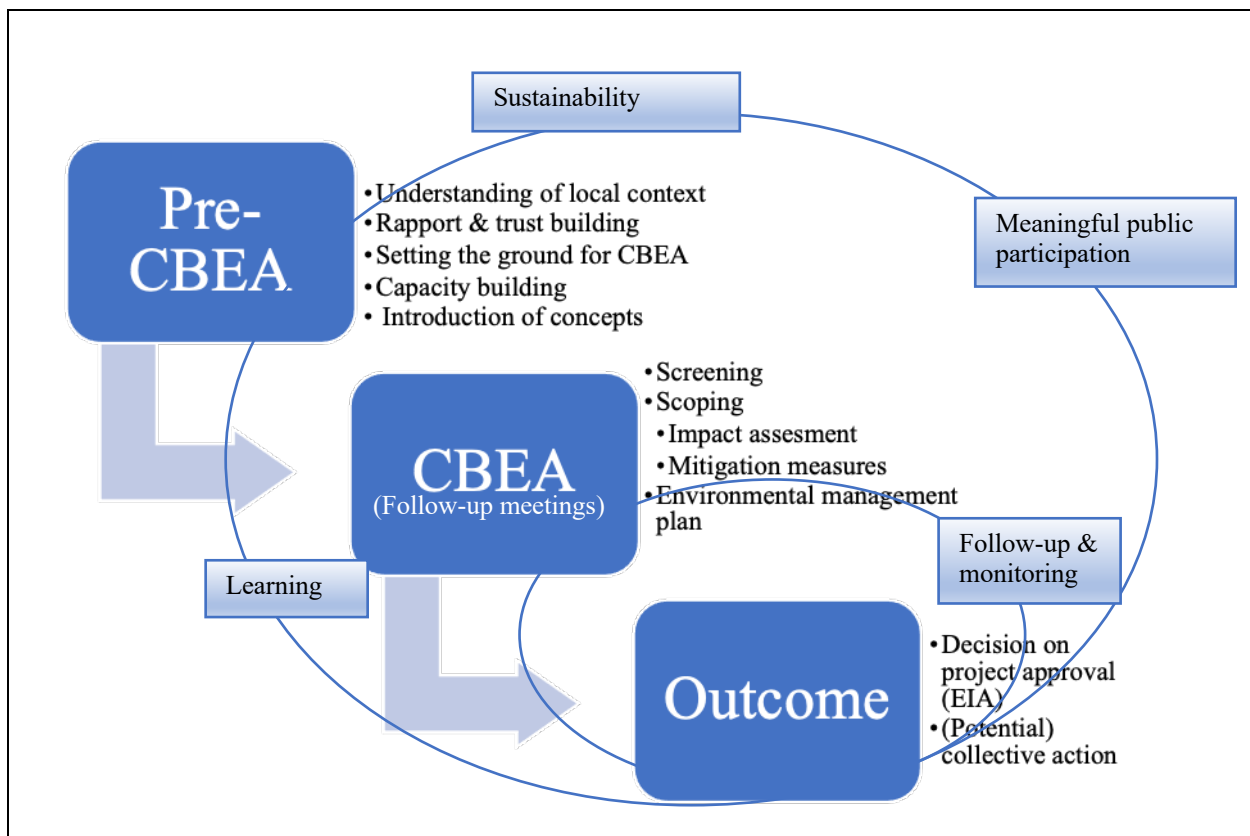 Sustainability
Pre-
CBEA.
•Understanding of local context
•Rapport & trust building
•Setting the ground for CBEA
•Capacity building
• Introduction of concepts
Meaningful public
participation
CBEA
(Follow-up meetings)
•Screening
•Scoping
•Impact assesment
•Mitigation measures
•Environmental management
plan
Follow-up &
monitoring
Learning
Outcome
•Decision on
project approval
(EIA)
•(Potential)
collective action